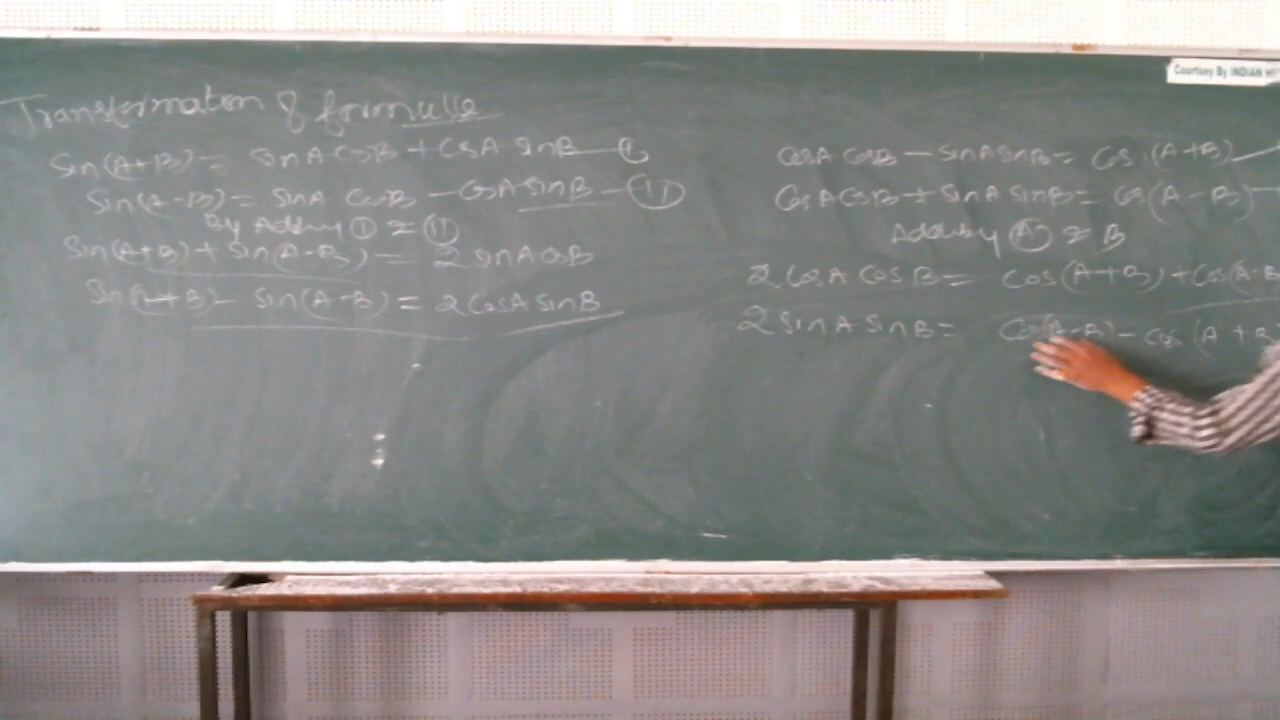 Transformation of formulle
Sin(A+B) = SinA CosB + CosA SinB — (I)
Sin(A-B) = SinA CosB - CosA SinB — (II)
By Adding (I) & (II)
Sin(A+B) + Sin(A-B) = 2 SinA CosB
Sin(A+B) - Sin(A-B) = 2 CosA SinB
Courtsey By INDIAN
CosA CosB - SinA SinB = Cos (A+B)
CosA CosB + SinA SinB = Cos(A-B)
Adding (A) & B
2 CosA CosB = Cos(A+B) + Cos(A-B
2 SinA SinB = Cos(A-B) - Cos (A+B